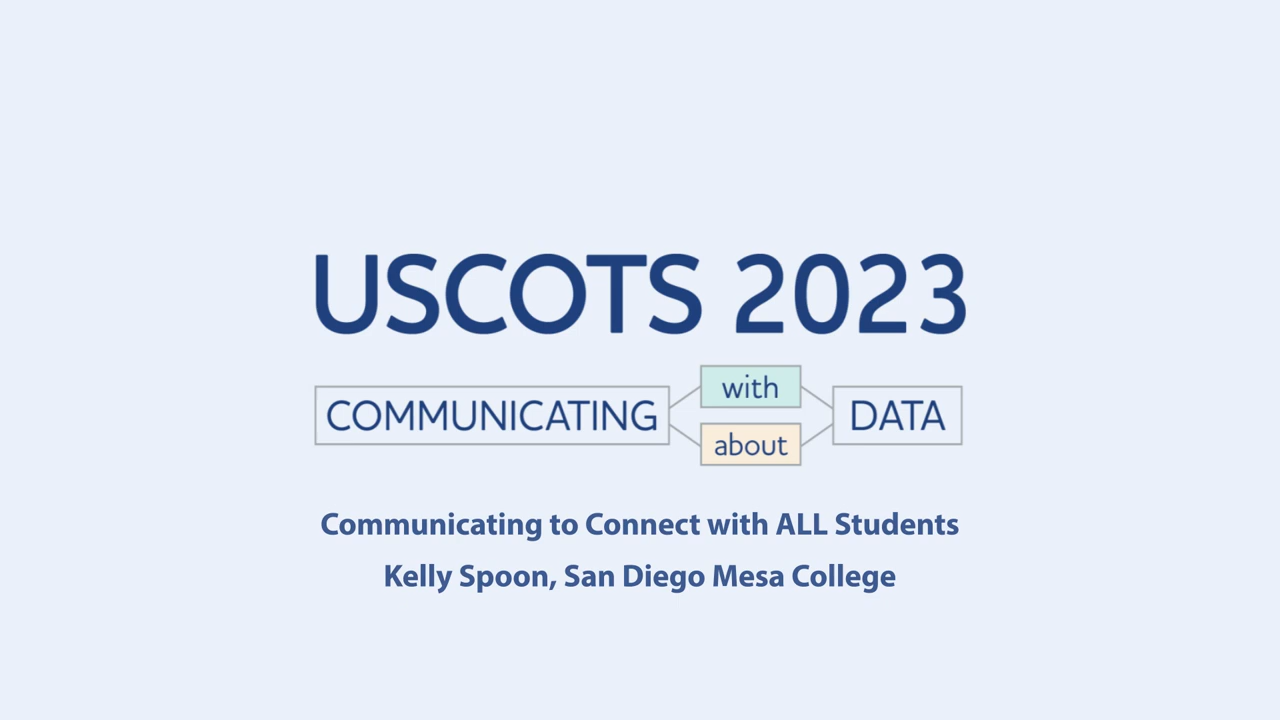 USCOTS 2023
COMMUNICATING with about DATA
Communicating to Connect with ALL Students
Kelly Spoon, San Diego Mesa College